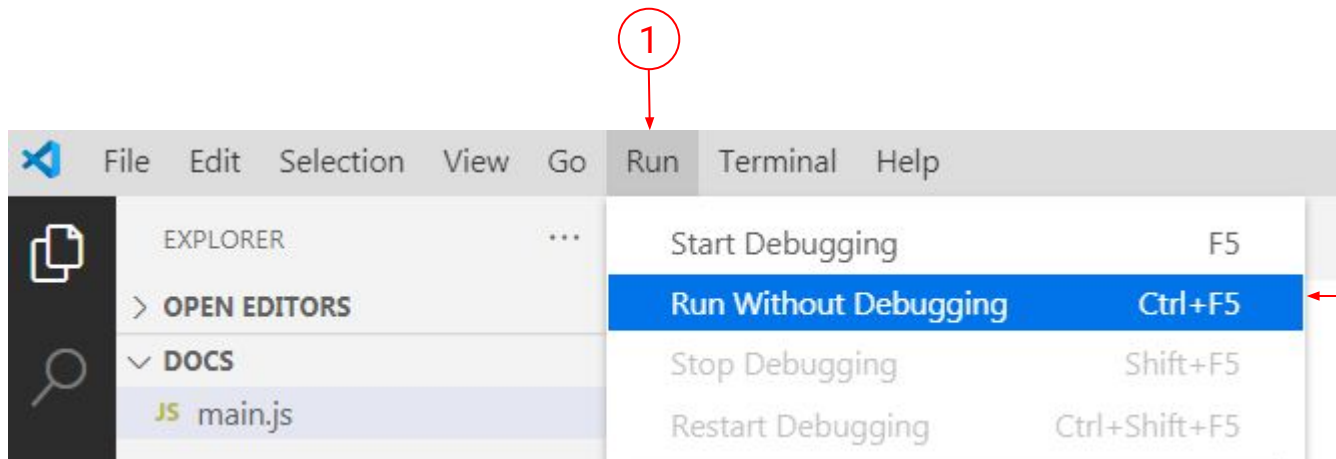 1
File Edit Selection View Go Run Terminal Help
EXPLORER ...
Start Debugging F5
> OPEN EDITORS
Run Without Debugging Ctrl+F5
DOCS
Stop Debugging Shift+F5
JS main.js
Restart Debugging Ctrl+Shift+F5